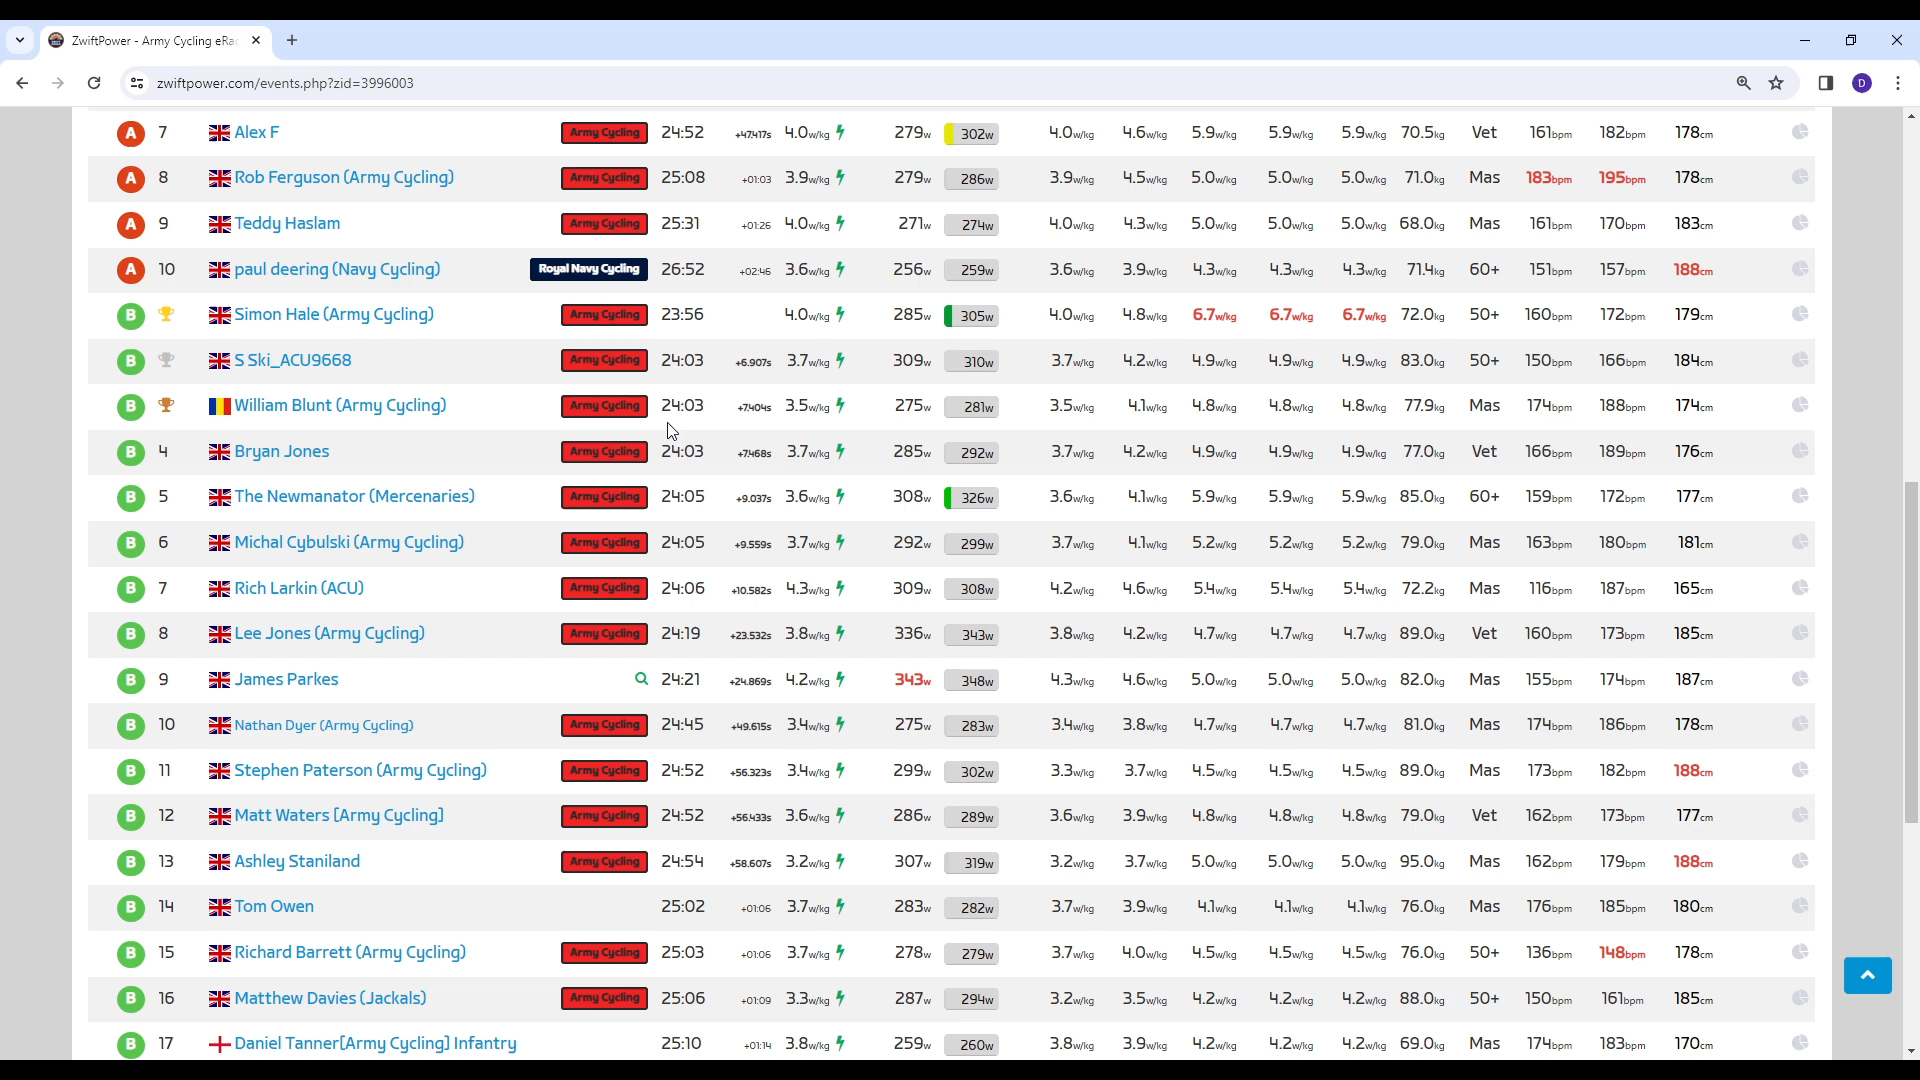 ZwiftPower - Army Cycling eRac
zwiftpower.com/events.php?zid=3996003
D
A 7 Alex F Army Cycling 24:52 +47.417s 4.0w/kg 279w 302w 4.0w/kg 4.6w/kg 5.9w/kg 5.9w/kg 5.9w/kg 70.5kg Vet 161bpm 182bpm 178cm
A 8 Rob Ferguson (Army Cycling) Army Cycling 25:08 +01:03 3.9w/kg 279w 286w 3.9w/kg 4.5w/kg 5.0w/kg 5.0w/kg 5.0w/kg 71.0kg Mas 183bpm 195bpm 178cm
A 9 Teddy Haslam Army Cycling 25:31 +01:26 4.0w/kg 271w 274w 4.0w/kg 4.3w/kg 5.0w/kg 5.0w/kg 5.0w/kg 68.0kg Mas 161bpm 170bpm 183cm
A 10 paul deering (Navy Cycling) Royal Navy Cycling 26:52 +02:46 3.6w/kg 256w 259w 3.6w/kg 3.9w/kg 4.3w/kg 4.3w/kg 4.3w/kg 71.4kg 60+ 151bpm 157bpm 188cm
B Simon Hale (Army Cycling) Army Cycling 23:56 4.0w/kg 285w 305w 4.0w/kg 4.8w/kg 6.7w/kg 6.7w/kg 6.7w/kg 72.0kg 50+ 160bpm 172bpm 179cm
B S Ski_ACU9668 Army Cycling 24:03 +6.907s 3.7w/kg 309w 310w 3.7w/kg 4.2w/kg 4.9w/kg 4.9w/kg 4.9w/kg 83.0kg 50+ 150bpm 166bpm 184cm
B William Blunt (Army Cycling) Army Cycling 24:03 +7.404s 3.5w/kg 275w 281w 3.5w/kg 4.1w/kg 4.8w/kg 4.8w/kg 4.8w/kg 77.9kg Mas 174bpm 188bpm 174cm
B 4 Bryan Jones Army Cycling 24:03 +7.468s 3.7w/kg 285w 292w 3.7w/kg 4.2w/kg 4.9w/kg 4.9w/kg 4.9w/kg 77.0kg Vet 166bpm 189bpm 176cm
B 5 The Newmanator (Mercenaries) Army Cycling 24:05 +9.037s 3.6w/kg 308w 326w 3.6w/kg 4.1w/kg 5.9w/kg 5.9w/kg 5.9w/kg 85.0kg 60+ 159bpm 172bpm 177cm
B 6 Michal Cybulski (Army Cycling) Army Cycling 24:05 +9.559s 3.7w/kg 292w 299w 3.7w/kg 4.1w/kg 5.2w/kg 5.2w/kg 5.2w/kg 79.0kg Mas 163bpm 180bpm 181cm
B 7 Rich Larkin (ACU) Army Cycling 24:06 +10.582s 4.3w/kg 309w 308w 4.2w/kg 4.6w/kg 5.4w/kg 5.4w/kg 5.4w/kg 72.2kg Mas 116bpm 187bpm 165cm
B 8 Lee Jones (Army Cycling) Army Cycling 24:19 +23.532s 3.8w/kg 336w 343w 3.8w/kg 4.2w/kg 4.7w/kg 4.7w/kg 4.7w/kg 89.0kg Vet 160bpm 173bpm 185cm
B 9 James Parkes 24:21 +24.869s 4.2w/kg 343w 348w 4.3w/kg 4.6w/kg 5.0w/kg 5.0w/kg 5.0w/kg 82.0kg Mas 155bpm 174bpm 187cm
B 10 Nathan Dyer (Army Cycling) Army Cycling 24:45 +49.615s 3.4w/kg 275w 283w 3.4w/kg 3.8w/kg 4.7w/kg 4.7w/kg 4.7w/kg 81.0kg Mas 174bpm 186bpm 178cm
B 11 Stephen Paterson (Army Cycling) Army Cycling 24:52 +56.323s 3.4w/kg 299w 302w 3.3w/kg 3.7w/kg 4.5w/kg 4.5w/kg 4.5w/kg 89.0kg Mas 173bpm 182bpm 188cm
B 12 Matt Waters [Army Cycling] Army Cycling 24:52 +56.433s 3.6w/kg 286w 289w 3.6w/kg 3.9w/kg 4.8w/kg 4.8w/kg 4.8w/kg 79.0kg Vet 162bpm 173bpm 177cm
B 13 Ashley Staniland Army Cycling 24:54 +58.607s 3.2w/kg 307w 319w 3.2w/kg 3.7w/kg 5.0w/kg 5.0w/kg 5.0w/kg 95.0kg Mas 162bpm 179bpm 188cm
B 14 Tom Owen 25:02 +01:06 3.7w/kg 283w 282w 3.7w/kg 3.9w/kg 4.1w/kg 4.1w/kg 4.1w/kg 76.0kg Mas 176bpm 185bpm 180cm
B 15 Richard Barrett (Army Cycling) Army Cycling 25:03 +01:06 3.7w/kg 278w 279w 3.7w/kg 4.0w/kg 4.5w/kg 4.5w/kg 4.5w/kg 76.0kg 50+ 136bpm 148bpm 178cm
B 16 Matthew Davies (Jackals) Army Cycling 25:06 +01:09 3.3w/kg 287w 294w 3.2w/kg 3.5w/kg 4.2w/kg 4.2w/kg 4.2w/kg 88.0kg 50+ 150bpm 161bpm 185cm
B 17 Daniel Tanner[Army Cycling] Infantry 25:10 +01:14 3.8w/kg 259w 260w 3.8w/kg 3.9w/kg 4.2w/kg 4.2w/kg 4.2w/kg 69.0kg Mas 174bpm 183bpm 170cm